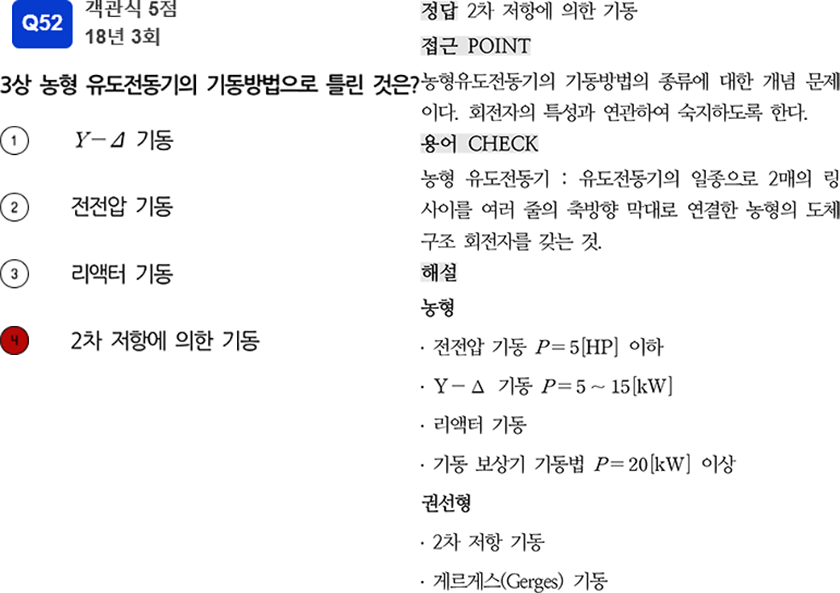 Q52
객관식 5점
18년 3회
3상 농형 유도전동기의 기동방법으로 틀린 것은?
1 Y-Δ 기동
2 전전압 기동
3 리액터 기동
4 2차 저항에 의한 기동
정답 2차 저항에 의한 기동
접근 POINT
농형유도전동기의 기동방법의 종류에 대한 개념 문제
이다. 회전자의 특성과 연관하여 숙지하도록 한다.
용어 CHECK
농형 유도전동기 : 유도전동기의 일종으로 2매의 링
사이를 여러 줄의 축방향 막대로 연결한 농형의 도체
구조 회전자를 갖는 것.
해설
농형
· 전전압 기동 P=5[HP] 이하
· Y-Δ 기동 P=5~15[kW]
· 리액터 기동
· 기동 보상기 기동법 P=20[kW] 이상
권선형
· 2차 저항 기동
· 게르게스(Gerges) 기동